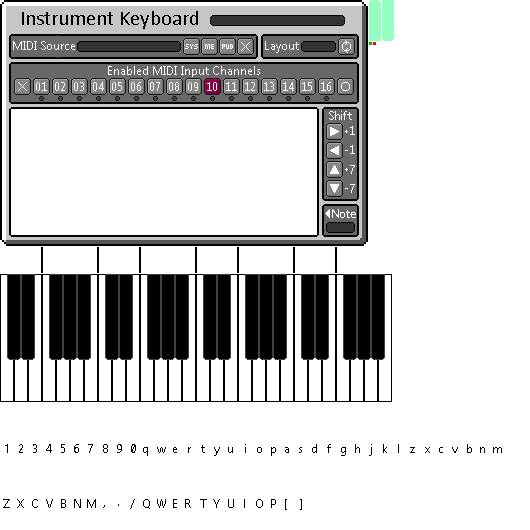 Instrument Keyboard
MIDI Source SYS ME PUB Layout
Enabled MIDI Input Channels
01 02 03 04 05 06 07 08 09 10 11 12 13 14 15 16
Shift
+1
-1
+7
-7
Note
1 2 3 4 5 6 7 8 9 0 q w e r t y u i o p a s d f g h j k l z x c v b n m
Z X C V B N M , . / Q W E R T Y U I O P [ ]